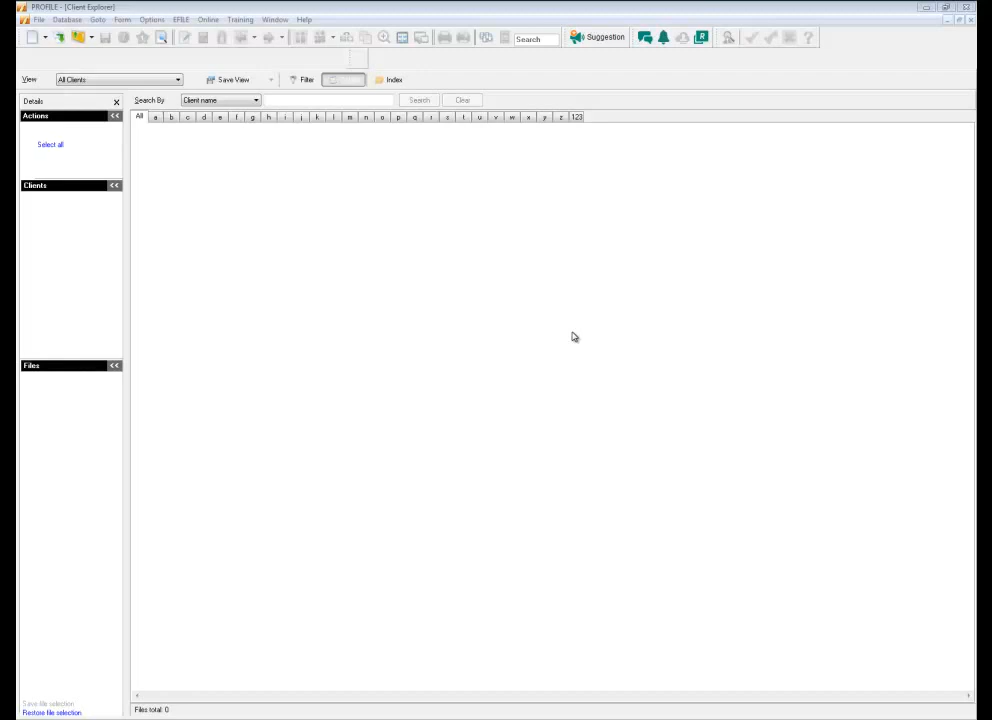 PROFILE - [Client Explorer]
File Database Goto Form Options EFILE Online Training Window Help
Search Suggestion R ?
View All Clients Save View Filter Index
Details Search By Client name Search Clear
Actions All a b c d e f g h i j k l m n o p q r s t u v w x y z 123
Select all
Clients
Files
Save file selection
Restore file selection
Files total: 0